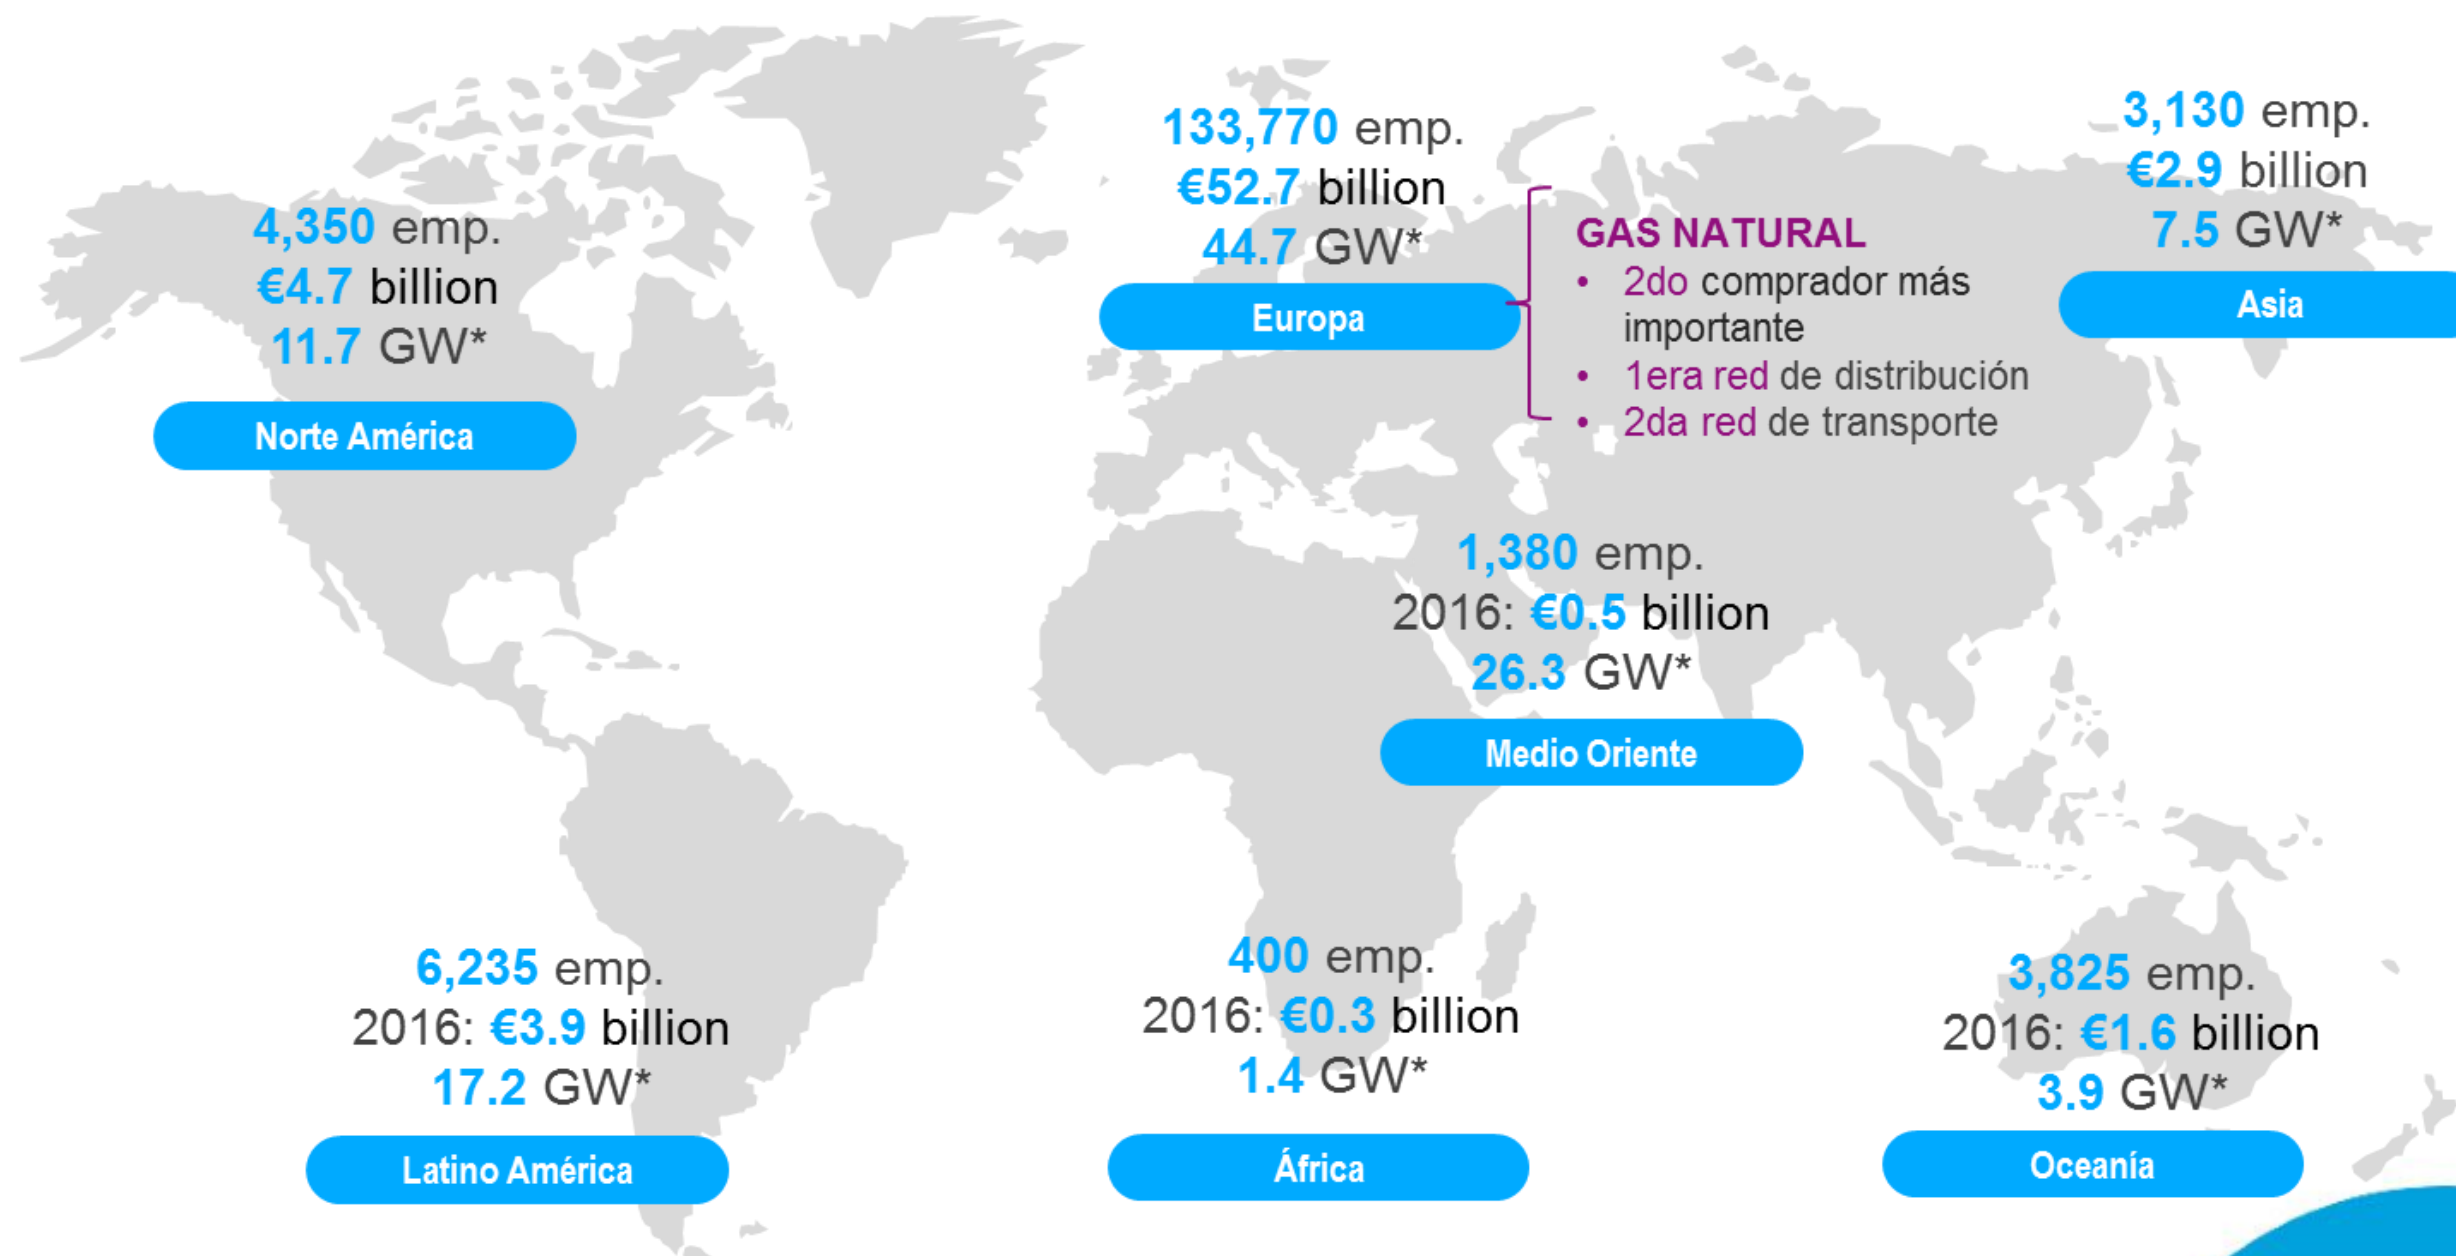 4,350 emp.
€4.7 billion
11.7 GW*
Norte América
133,770 emp.
€52.7 billion
44.7 GW*
Europa
GAS NATURAL
• 2do comprador más
importante
• 1era red de distribución
• 2da red de transporte
3,130 emp.
€2.9 billion
7.5 GW*
Asia
1,380 emp.
2016: €0.5 billion
26.3 GW*
Medio Oriente
6,235 emp.
2016: €3.9 billion
17.2 GW*
Latino América
400 emp.
2016: €0.3 billion
1.4 GW*
África
3,825 emp.
2016: €1.6 billion
3.9 GW*
Oceanía